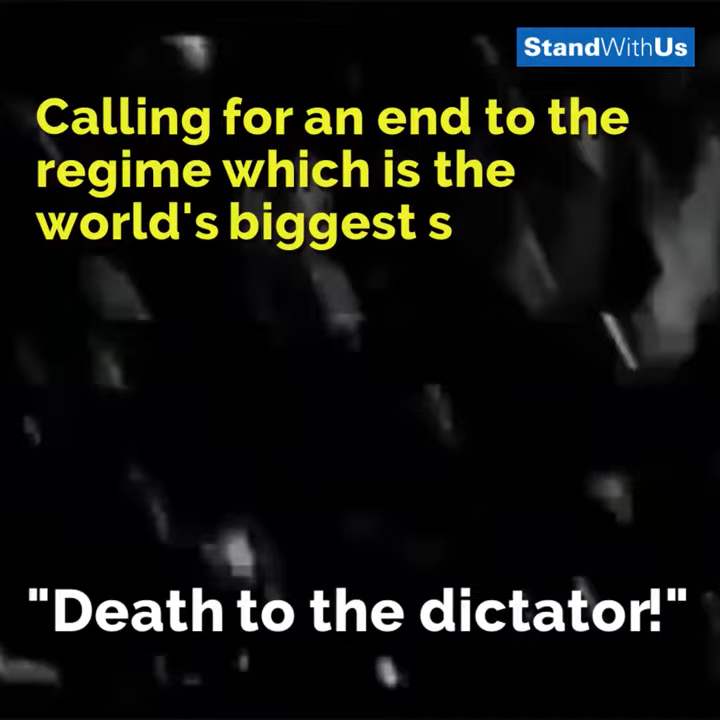 StandWithUs
Calling for an end to the
regime which is the
world's biggest s
"Death to the dictator!"